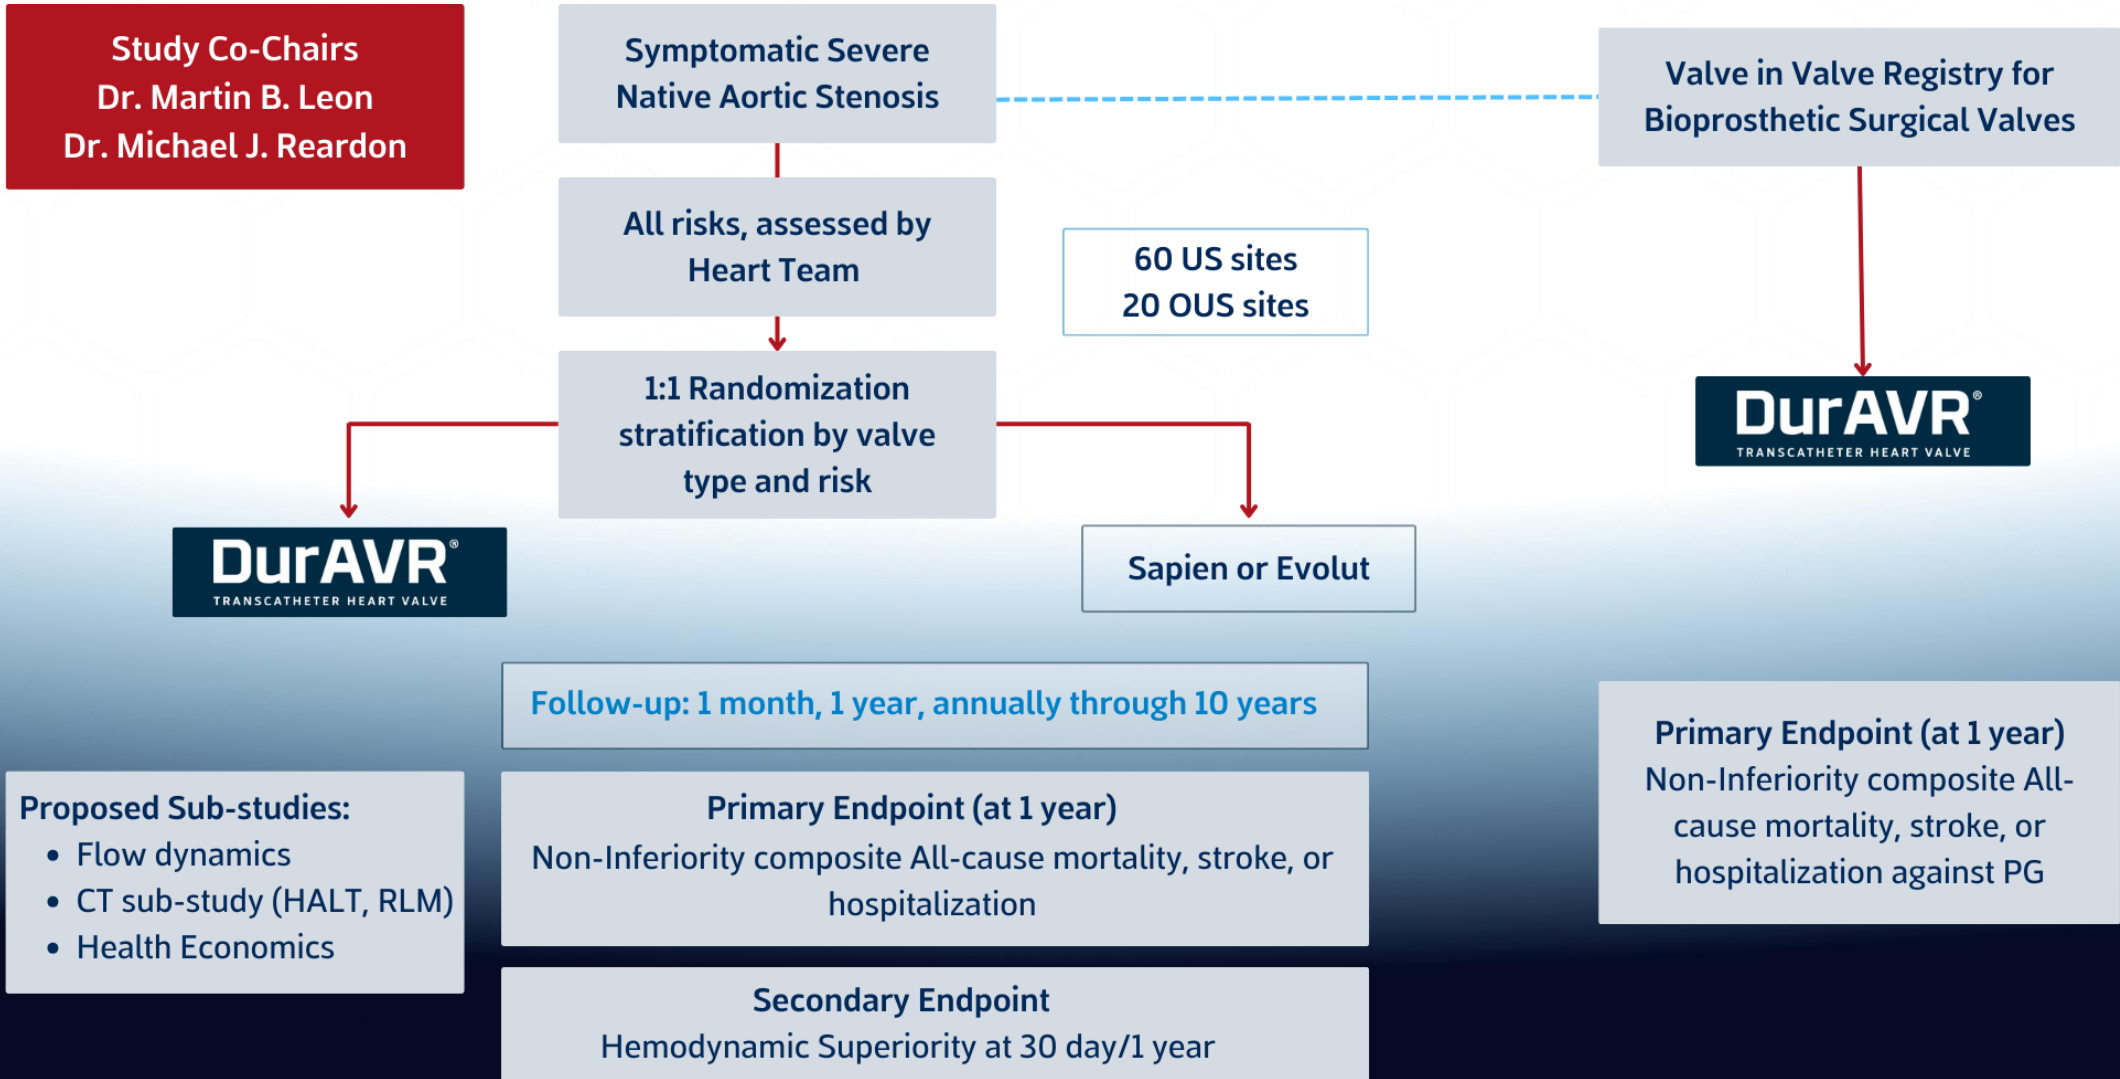 Study Co-Chairs
Dr. Martin B. Leon
Dr. Michael J. Reardon
Symptomatic Severe
Native Aortic Stenosis
Valve in Valve Registry for
Bioprosthetic Surgical Valves
All risks, assessed by
Heart Team
60 US sites
20 OUS sites
1:1 Randomization
stratification by valve
type and risk
DurAVR®
TRANSCATHETER HEART VALVE
DurAVR®
TRANSCATHETER HEART VALVE
Sapien or Evolut
Follow-up: 1 month, 1 year, annually through 10 years
Proposed Sub-studies:
• Flow dynamics
• CT sub-study (HALT, RLM)
• Health Economics
Primary Endpoint (at 1 year)
Non-Inferiority composite All-cause mortality, stroke, or
hospitalization
Secondary Endpoint
Hemodynamic Superiority at 30 day/1 year
Primary Endpoint (at 1 year)
Non-Inferiority composite All-
cause mortality, stroke, or
hospitalization against PG